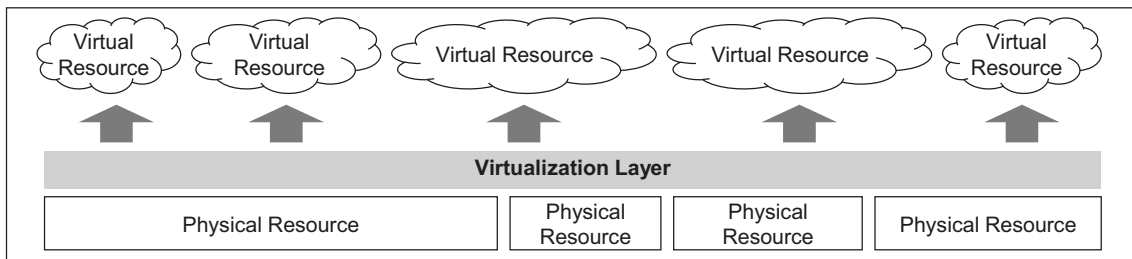 Virtual
Resource
Virtual
Resource
Virtual Resource
Virtual Resource
Virtual
Resource
Virtualization Layer
Physical Resource
Physical
Resource
Physical
Resource
Physical Resource